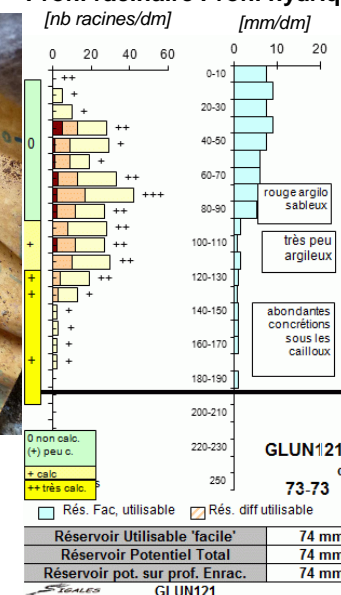 [nb racines/dm] [mm/dm]
0 20 40 60 0 10 20
++ 0-10
+
+ 20-30
++
0 + 40-50
+
++ 60-70
+++ rouge argilo
++ 80-90 sableux
++
+ ++ 100-110 très peu
++ argileux
+ ++ 120-130
+ +
+ 140-150 abondantes
+ concrétions
+ 160-170 sous les
+ + cailloux
180-190
200-210
0 non calc.
(+) peu c. 220-230 GLUN121
+ calc
++ très calc. 250 73-73
Rés. Fac, utilisable Rés. diff utilisable
Réservoir Utilisable 'facile' 74 mm
Réservoir Potentiel Total 74 mm
Réservoir pot. sur prof. Enrac. 74 mm
SIGALES GLUN121